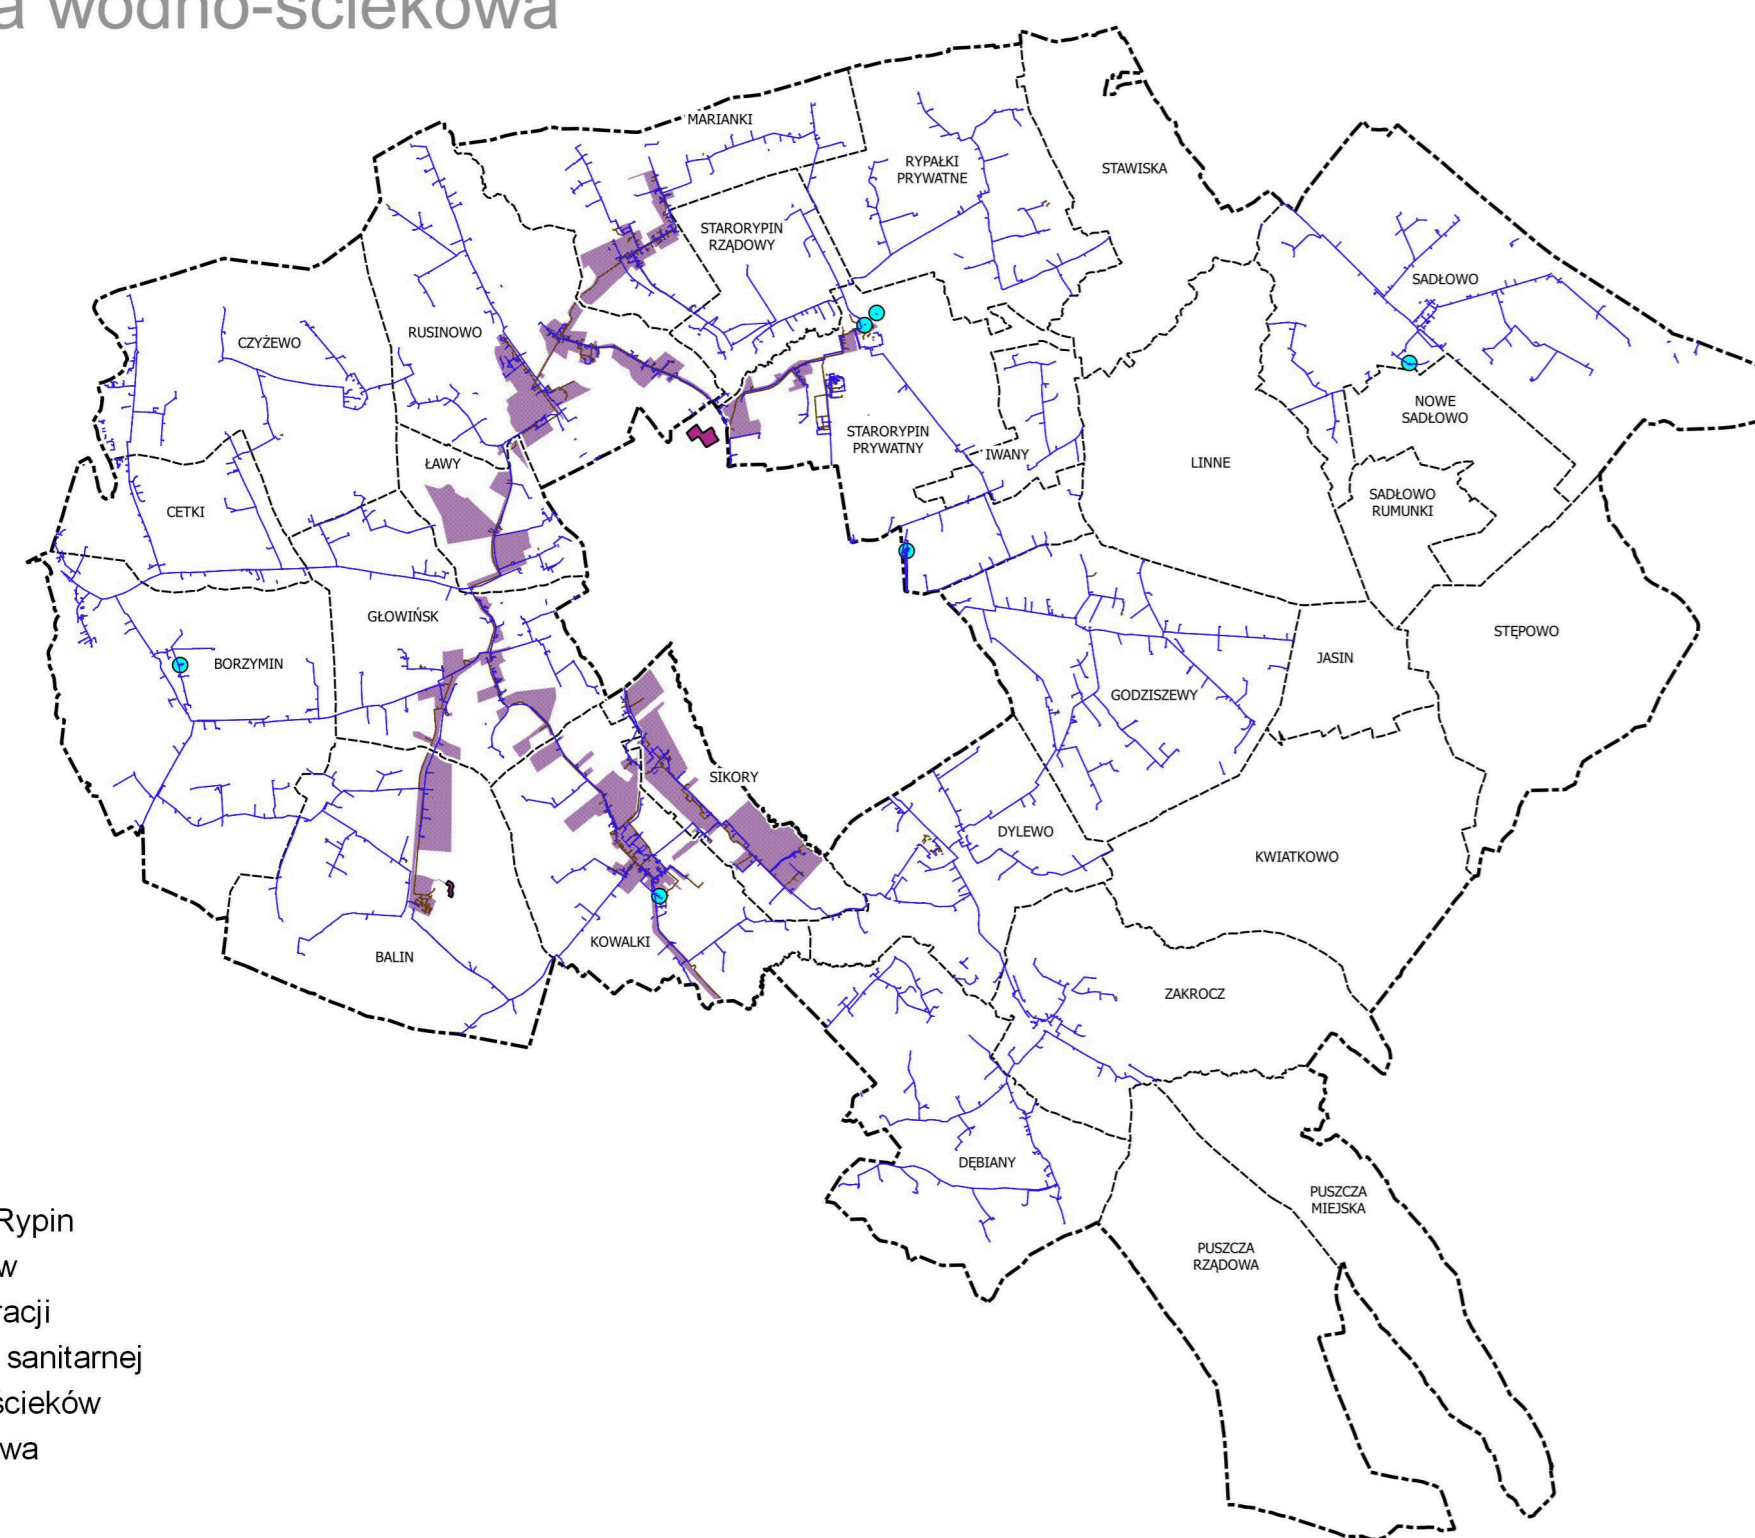 a wodno-ściekowa
MARIANKI
RYPAŁKI
PRYWATNE
STAWISKA
STARORYPIN
RZĄDOWY
SADŁOWO
RUSINOWO
CZYŻEWO
NOWE
SADŁOWO
STARORYPIN
PRYWATNY
IWANY
ŁAWY
LINNE
CETKI
SADŁOWO
RUMUNKI
GŁOWIŃSK
STĘPOWO
BORZYMIN
JASIN
GODZISZEWY
SIKORY
DYLEWO
KWIATKOWO
KOWALKI
BALIN
ZAKROCZ
DĘBIANY
PUSZCZA
MIEJSKA
PUSZCZA
RZĄDOWA
Rypin
w
racji
sanitarnej
ścieków
wa